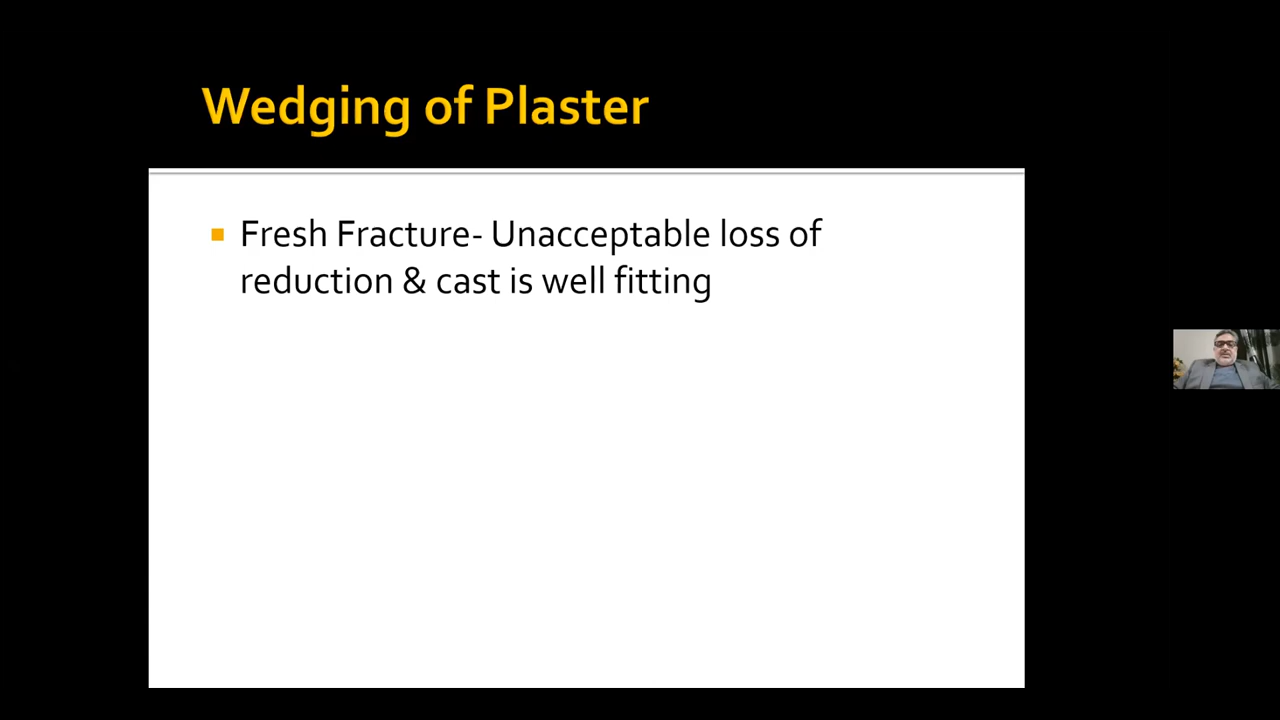 Wedging of Plaster
Fresh Fracture- Unacceptable loss of
reduction & cast is well fitting